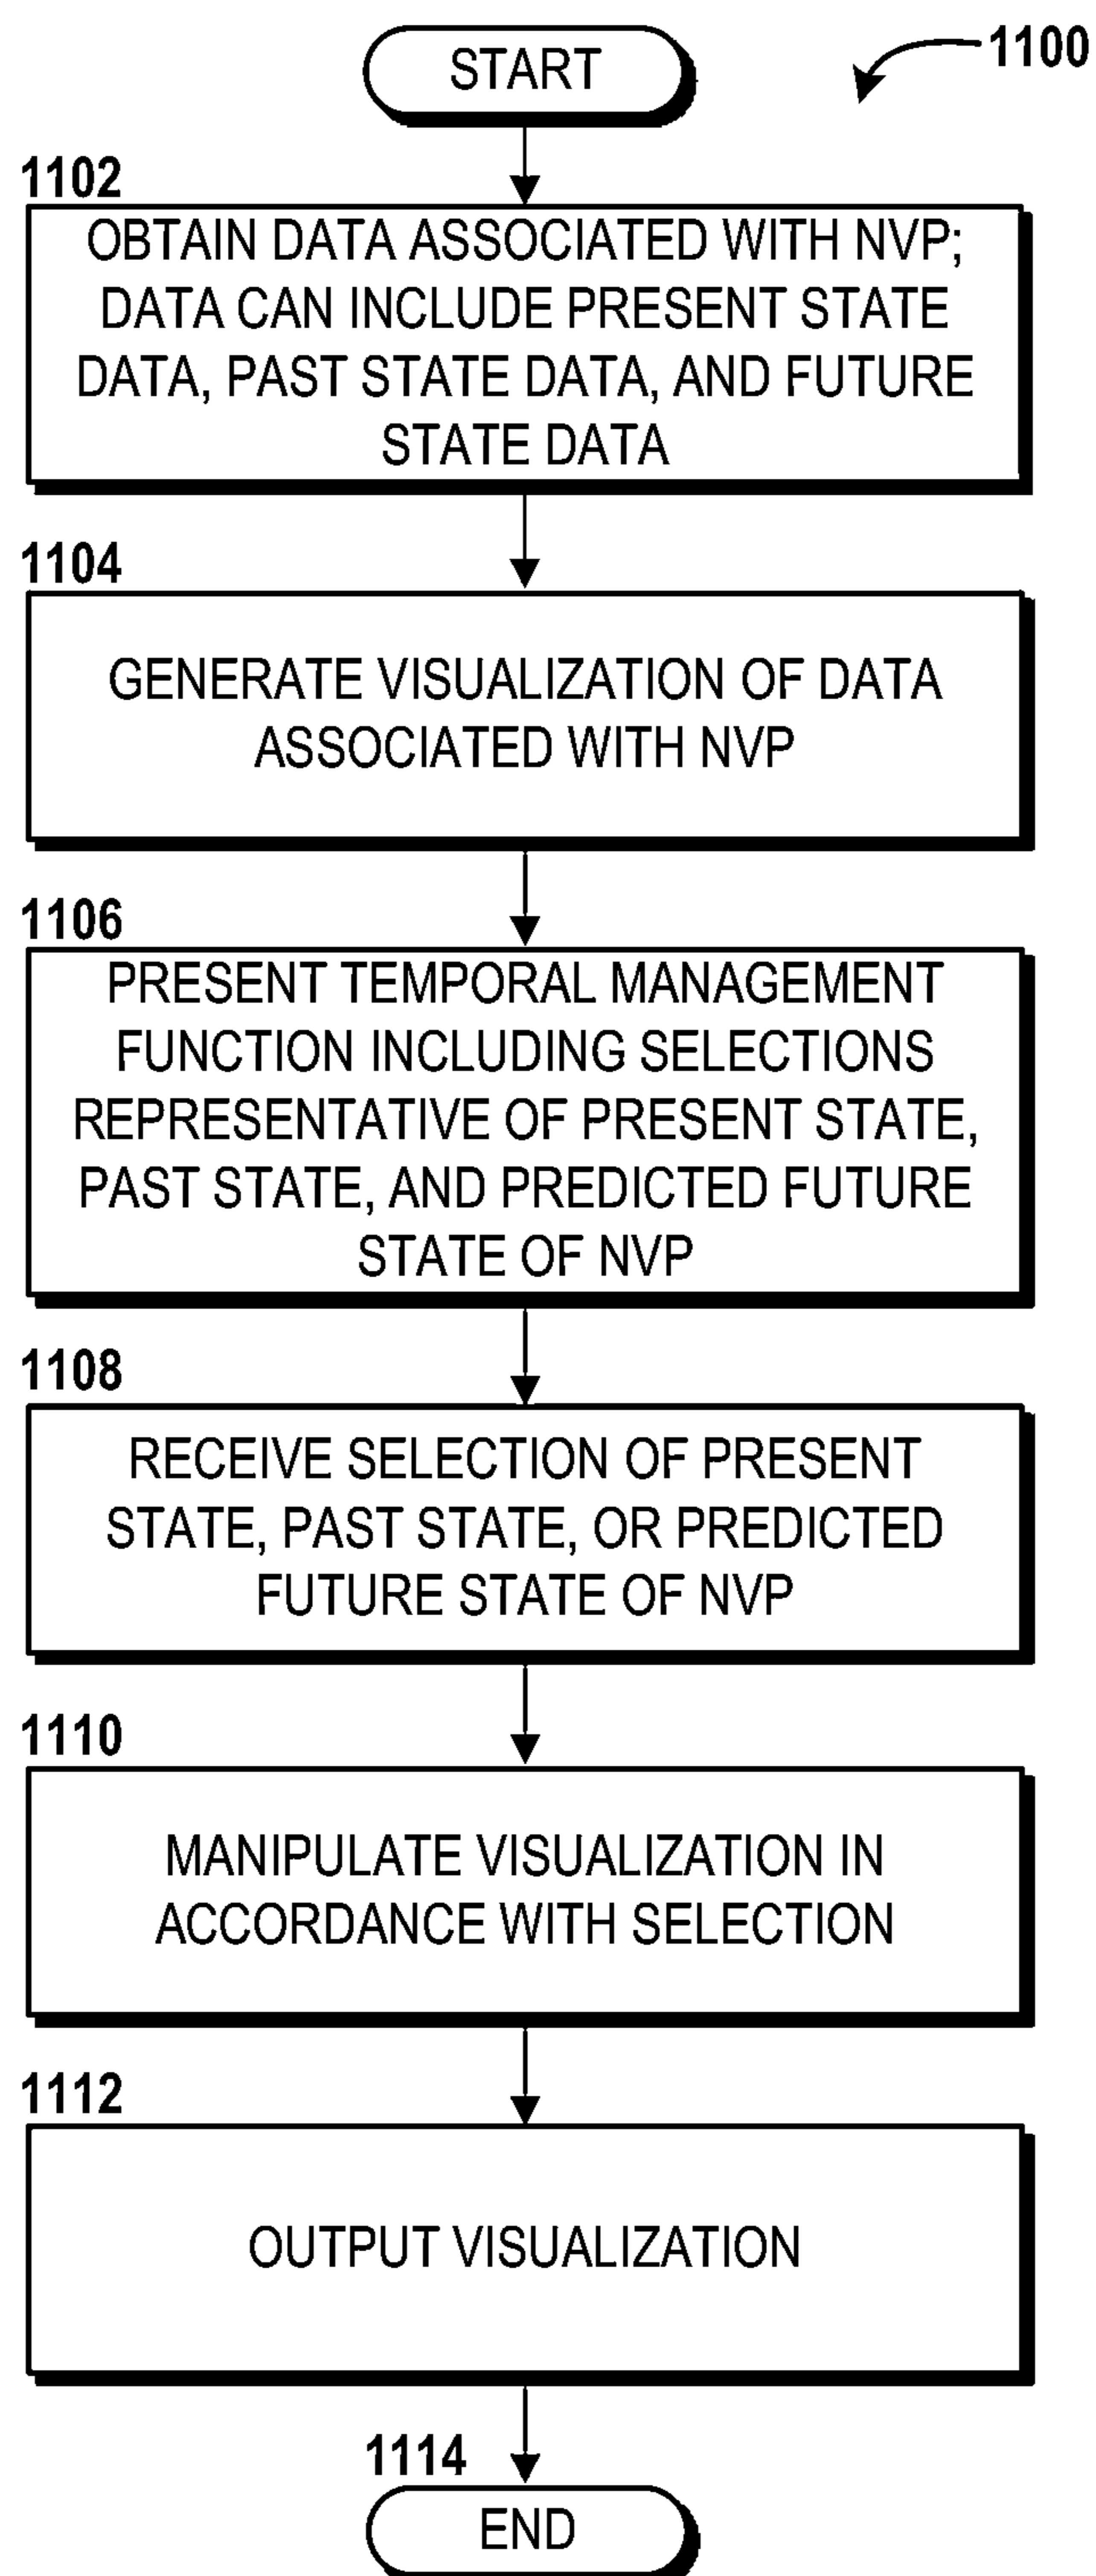 START
1100
1102
OBTAIN DATA ASSOCIATED WITH NVP;
DATA CAN INCLUDE PRESENT STATE
DATA, PAST STATE DATA, AND FUTURE
STATE DATA
1104
GENERATE VISUALIZATION OF DATA
ASSOCIATED WITH NVP
1106
PRESENT TEMPORAL MANAGEMENT
FUNCTION INCLUDING SELECTIONS
REPRESENTATIVE OF PRESENT STATE,
PAST STATE, AND PREDICTED FUTURE
STATE OF NVP
1108
RECEIVE SELECTION OF PRESENT
STATE, PAST STATE, OR PREDICTED
FUTURE STATE OF NVP
1110
MANIPULATE VISUALIZATION IN
ACCORDANCE WITH SELECTION
1112
OUTPUT VISUALIZATION
1114
END